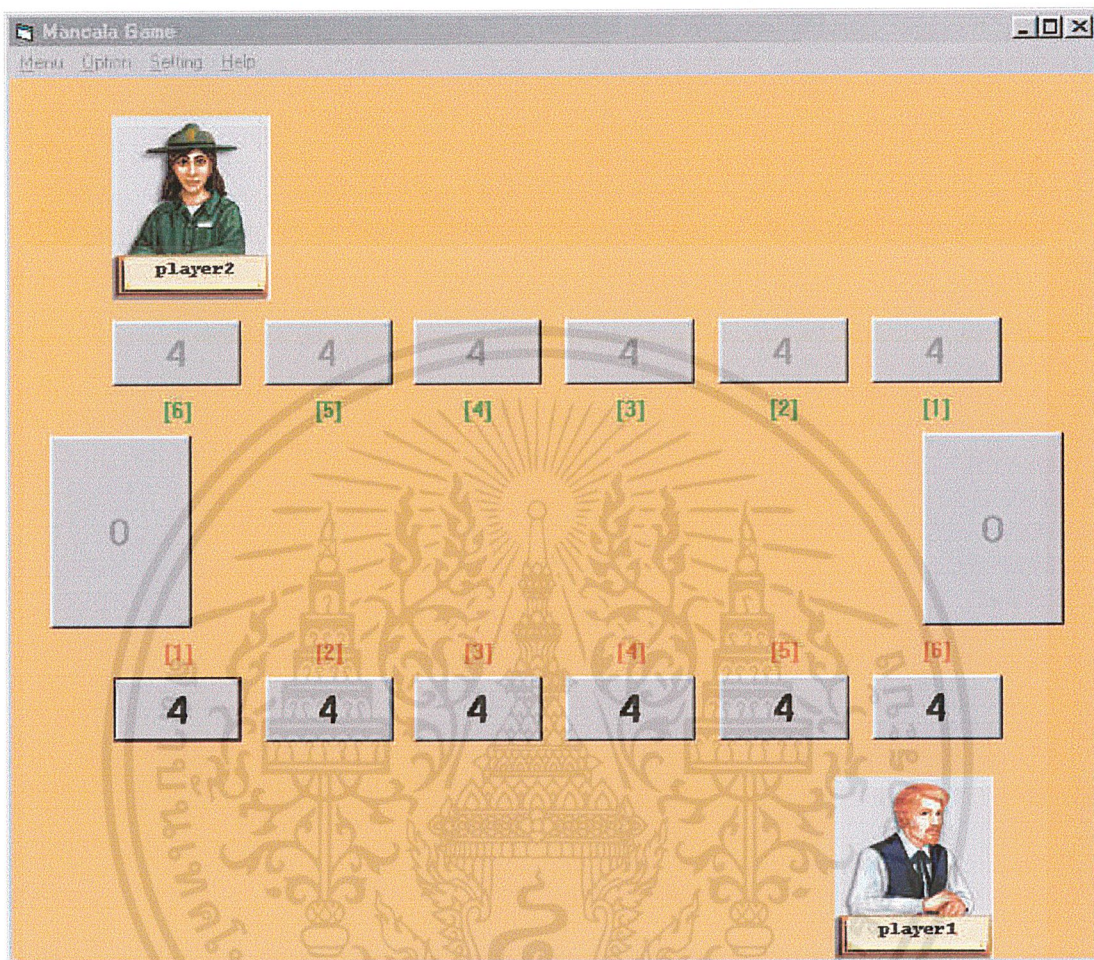 Mancala Game
Menu Option Setting Help
player2
4 4 4 4 4 4
[6] [5] [4] [3] [2] [1]
0 0
[1] [2] [3] [4] [5] [6]
4 4 4 4 4 4
player1